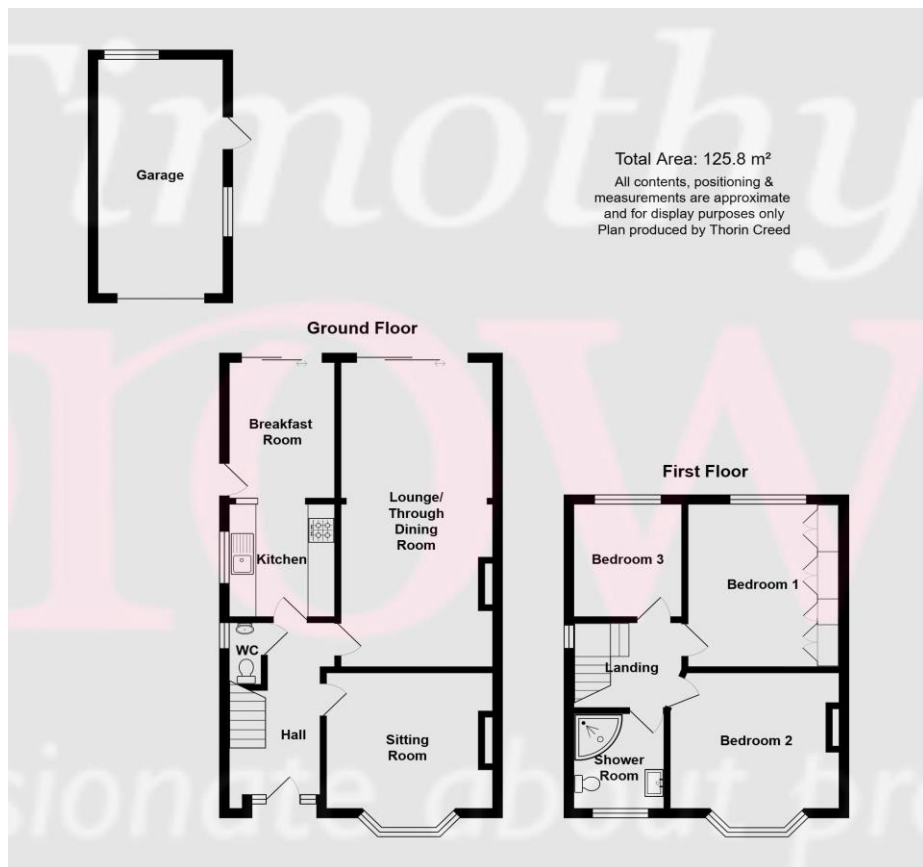 Timothy
Garage
Total Area: 125.8 m²
All contents, positioning &
measurements are approximate
and for display purposes only
Plan produced by Thorin Creed
Ground Floor
Breakfast
Room
Lounge/
Through
Dining
Room
Kitchen
WC
Hall
Sitting
Room
First Floor
Bedroom 3
Bedroom 1
Landing
Shower
Room
Bedroom 2
about